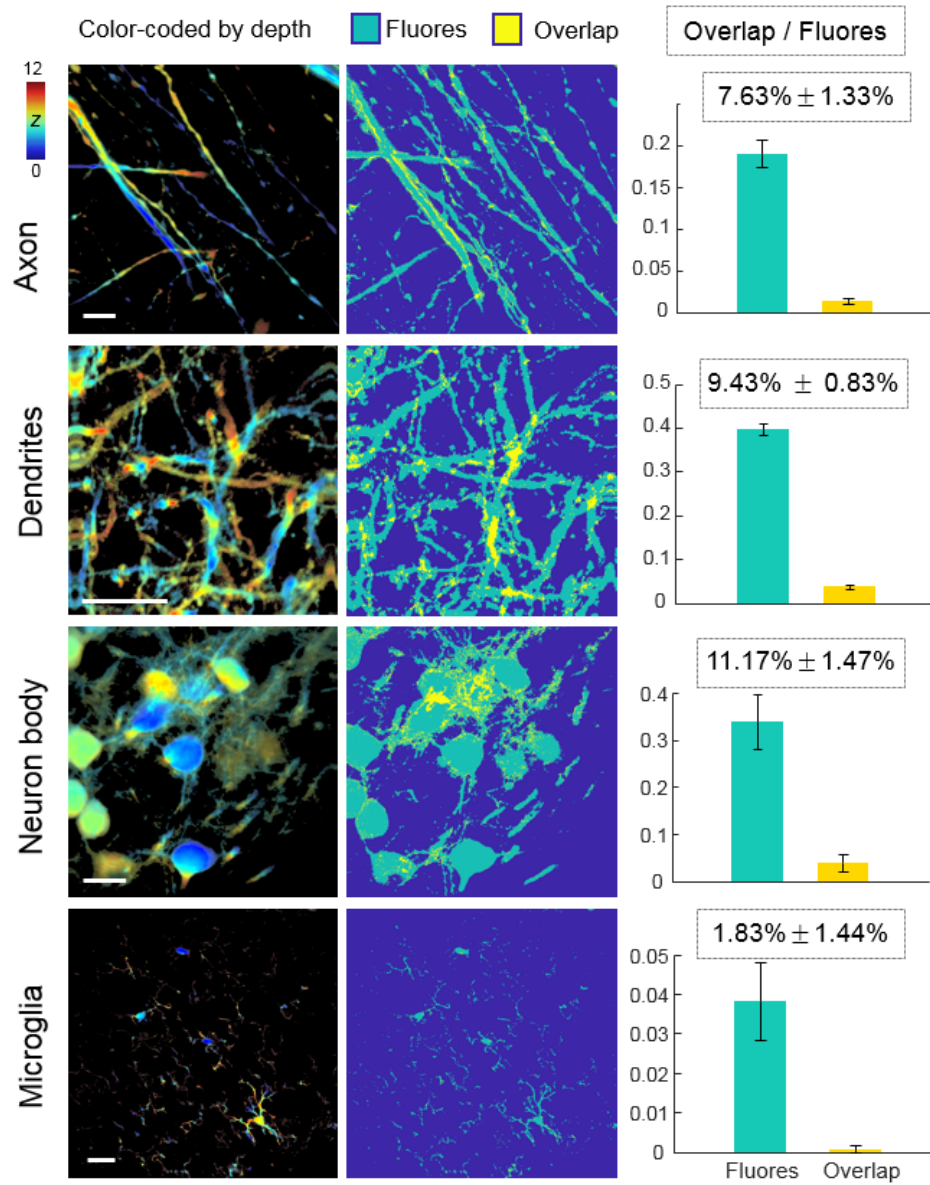 Color-coded by depth
Fluores
Overlap
Overlap / Fluores
12
z
0
Axon
7.63% ± 1.33%
0.2
0.15
0.05
0
Dendrites
9.43% ± 0.83%
0.5
0.4
0.3
0.2
0.1
0
Neuron body
11.17% ± 1.47%
0.4
0.3
0.2
0.1
0
Microglia
1.83% ± 1.44%
0.05
0.04
0.03
0.02
0.01
0
Fluores
Overlap